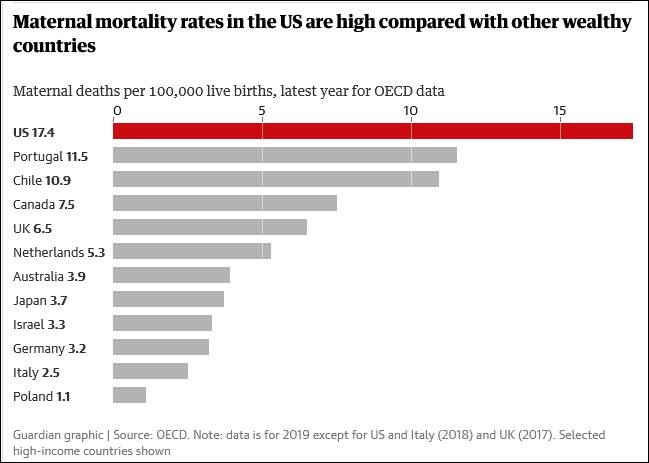 Maternal mortality rates in the US are high compared with other wealthy
countries
Maternal deaths per 100,000 live births, latest year for OECD data
0 5 10 15
US 17.4
Portugal 11.5
Chile 10.9
Canada 7.5
UK 6.5
Netherlands 5.3
Australia 3.9
Japan 3.7
Israel 3.3
Germany 3.2
Italy 2.5
Poland 1.1
Guardian graphic | Source: OECD. Note: data is for 2019 except for US and Italy (2018) and UK (2017). Selected
high-income countries shown